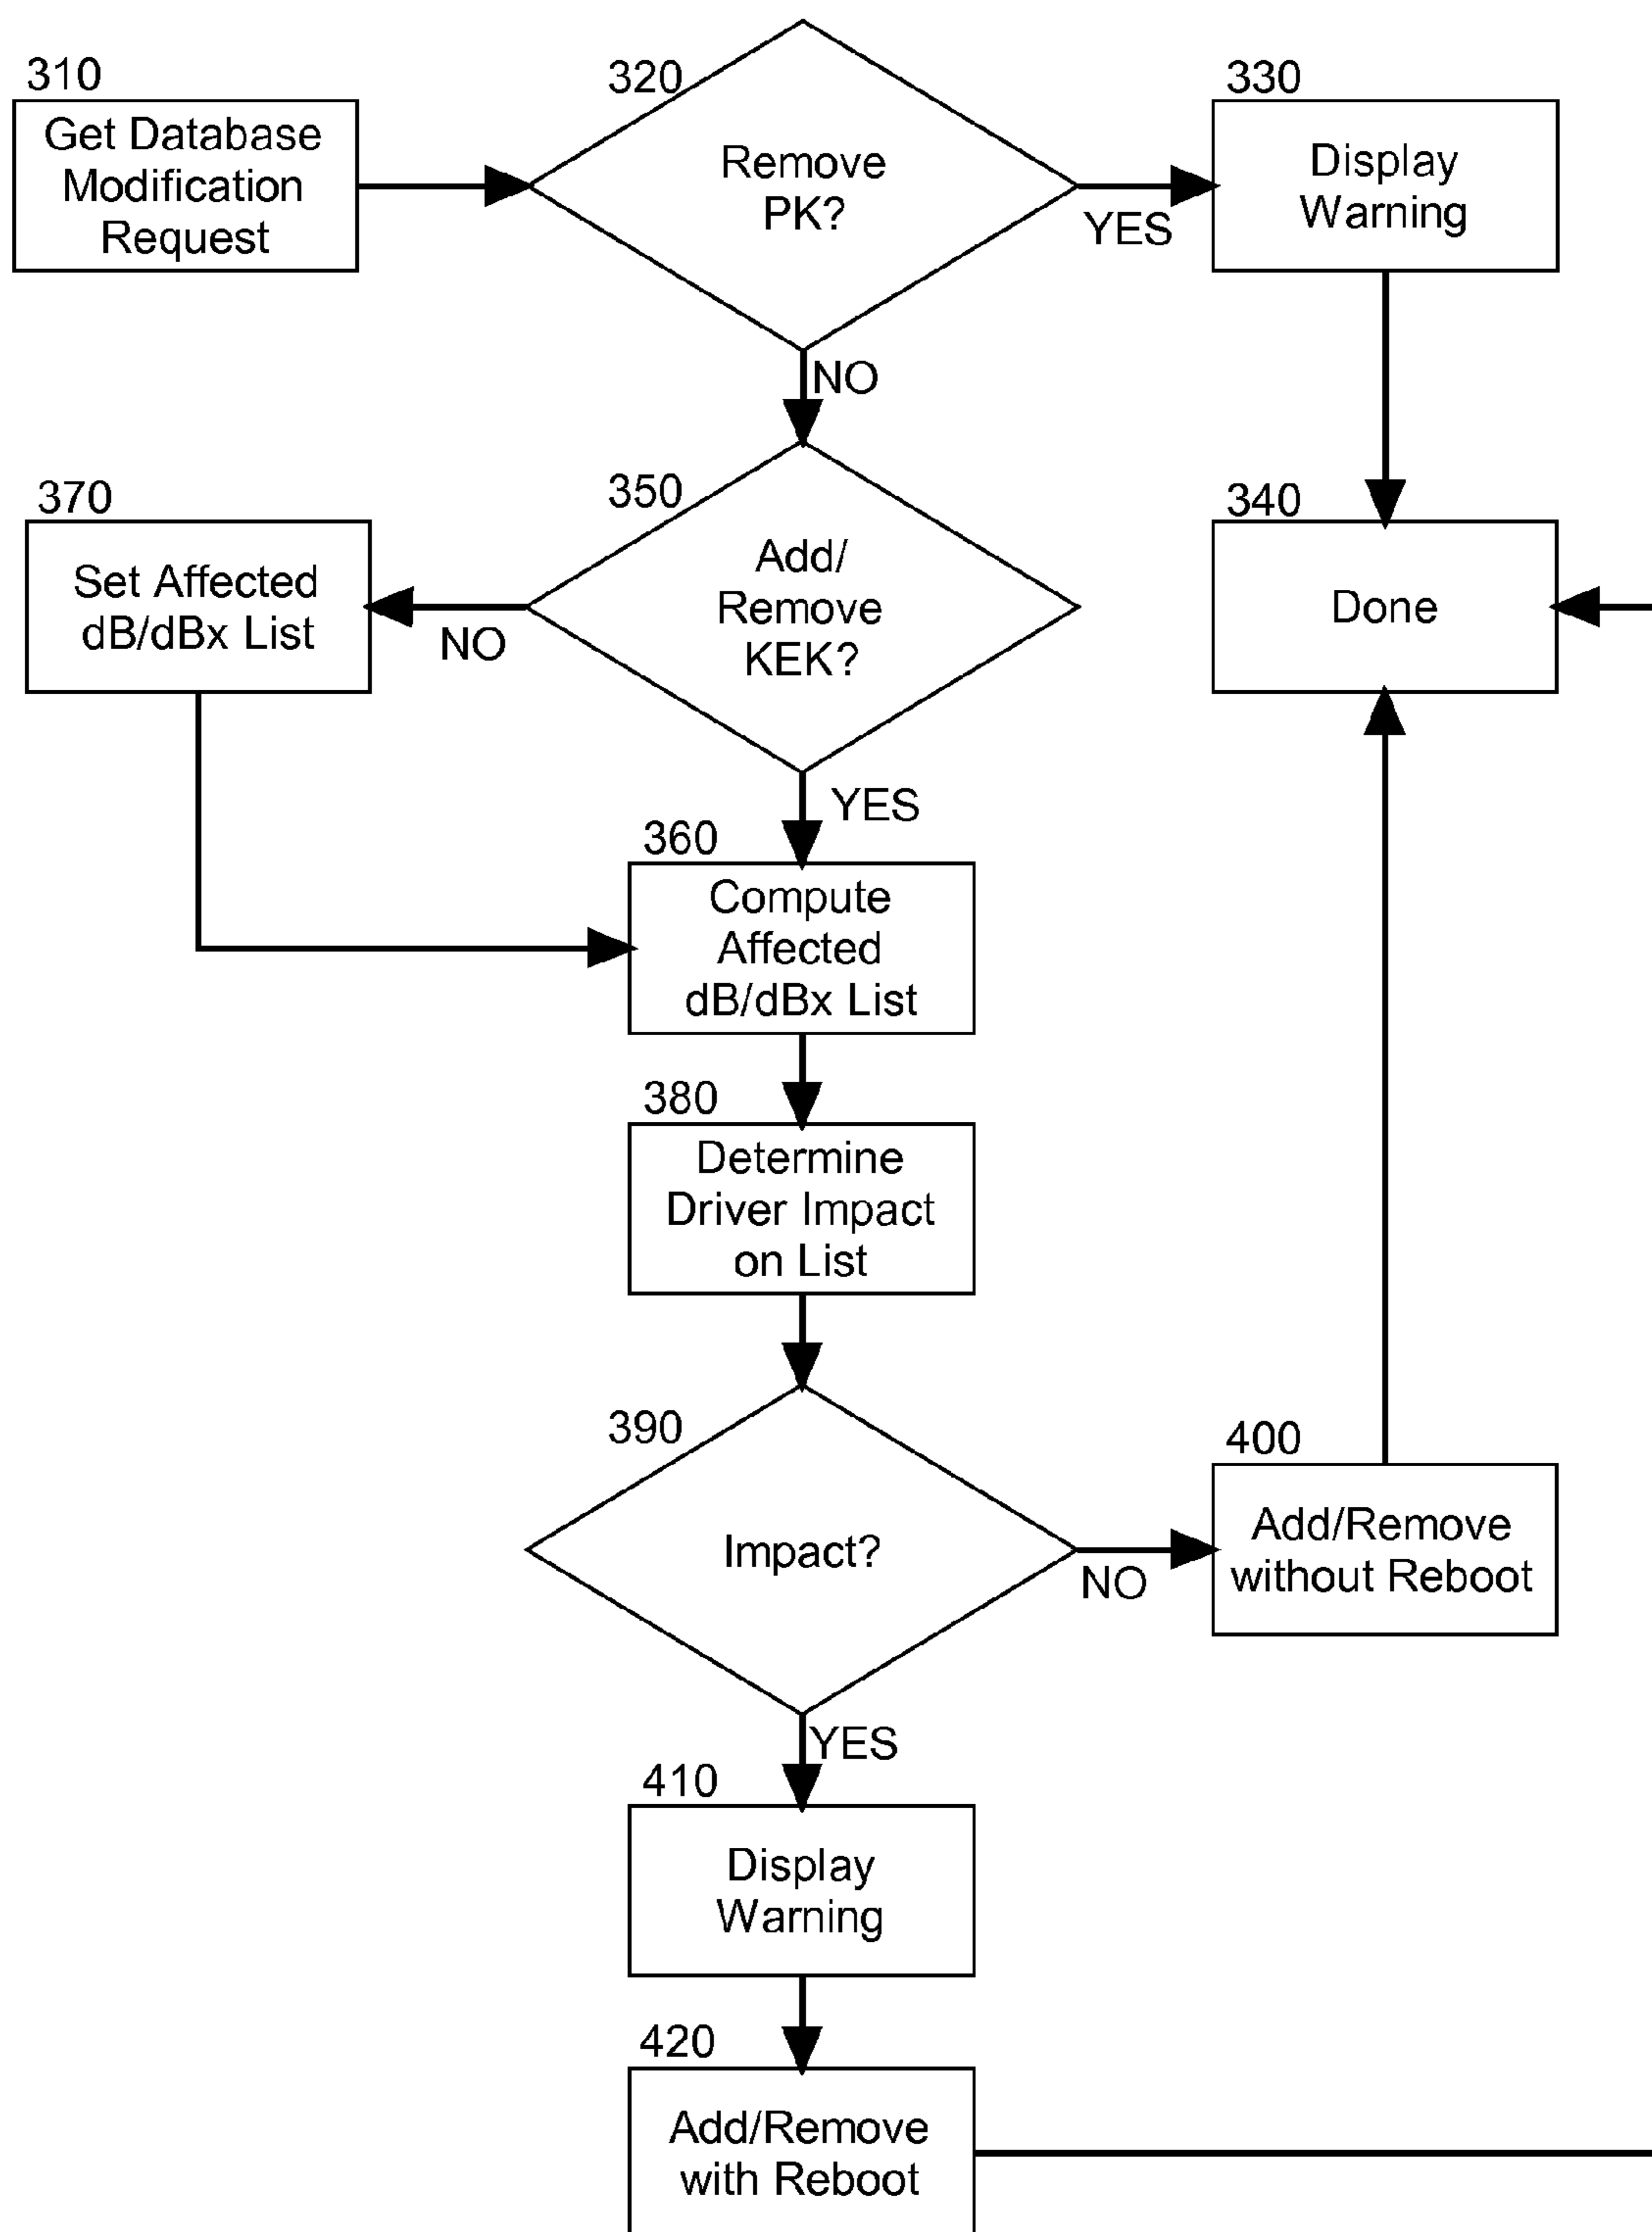 310
Get Database
Modification
Request
320
Remove
PK?
YES
330
Display
Warning
NO
370
Set Affected
dB/dBx List
NO
350
Add/
Remove
KEK?
340
Done
YES
360
Compute
Affected
dB/dBx List
380
Determine
Driver Impact
on List
390
Impact?
NO
400
Add/Remove
without Reboot
YES
410
Display
Warning
420
Add/Remove
with Reboot